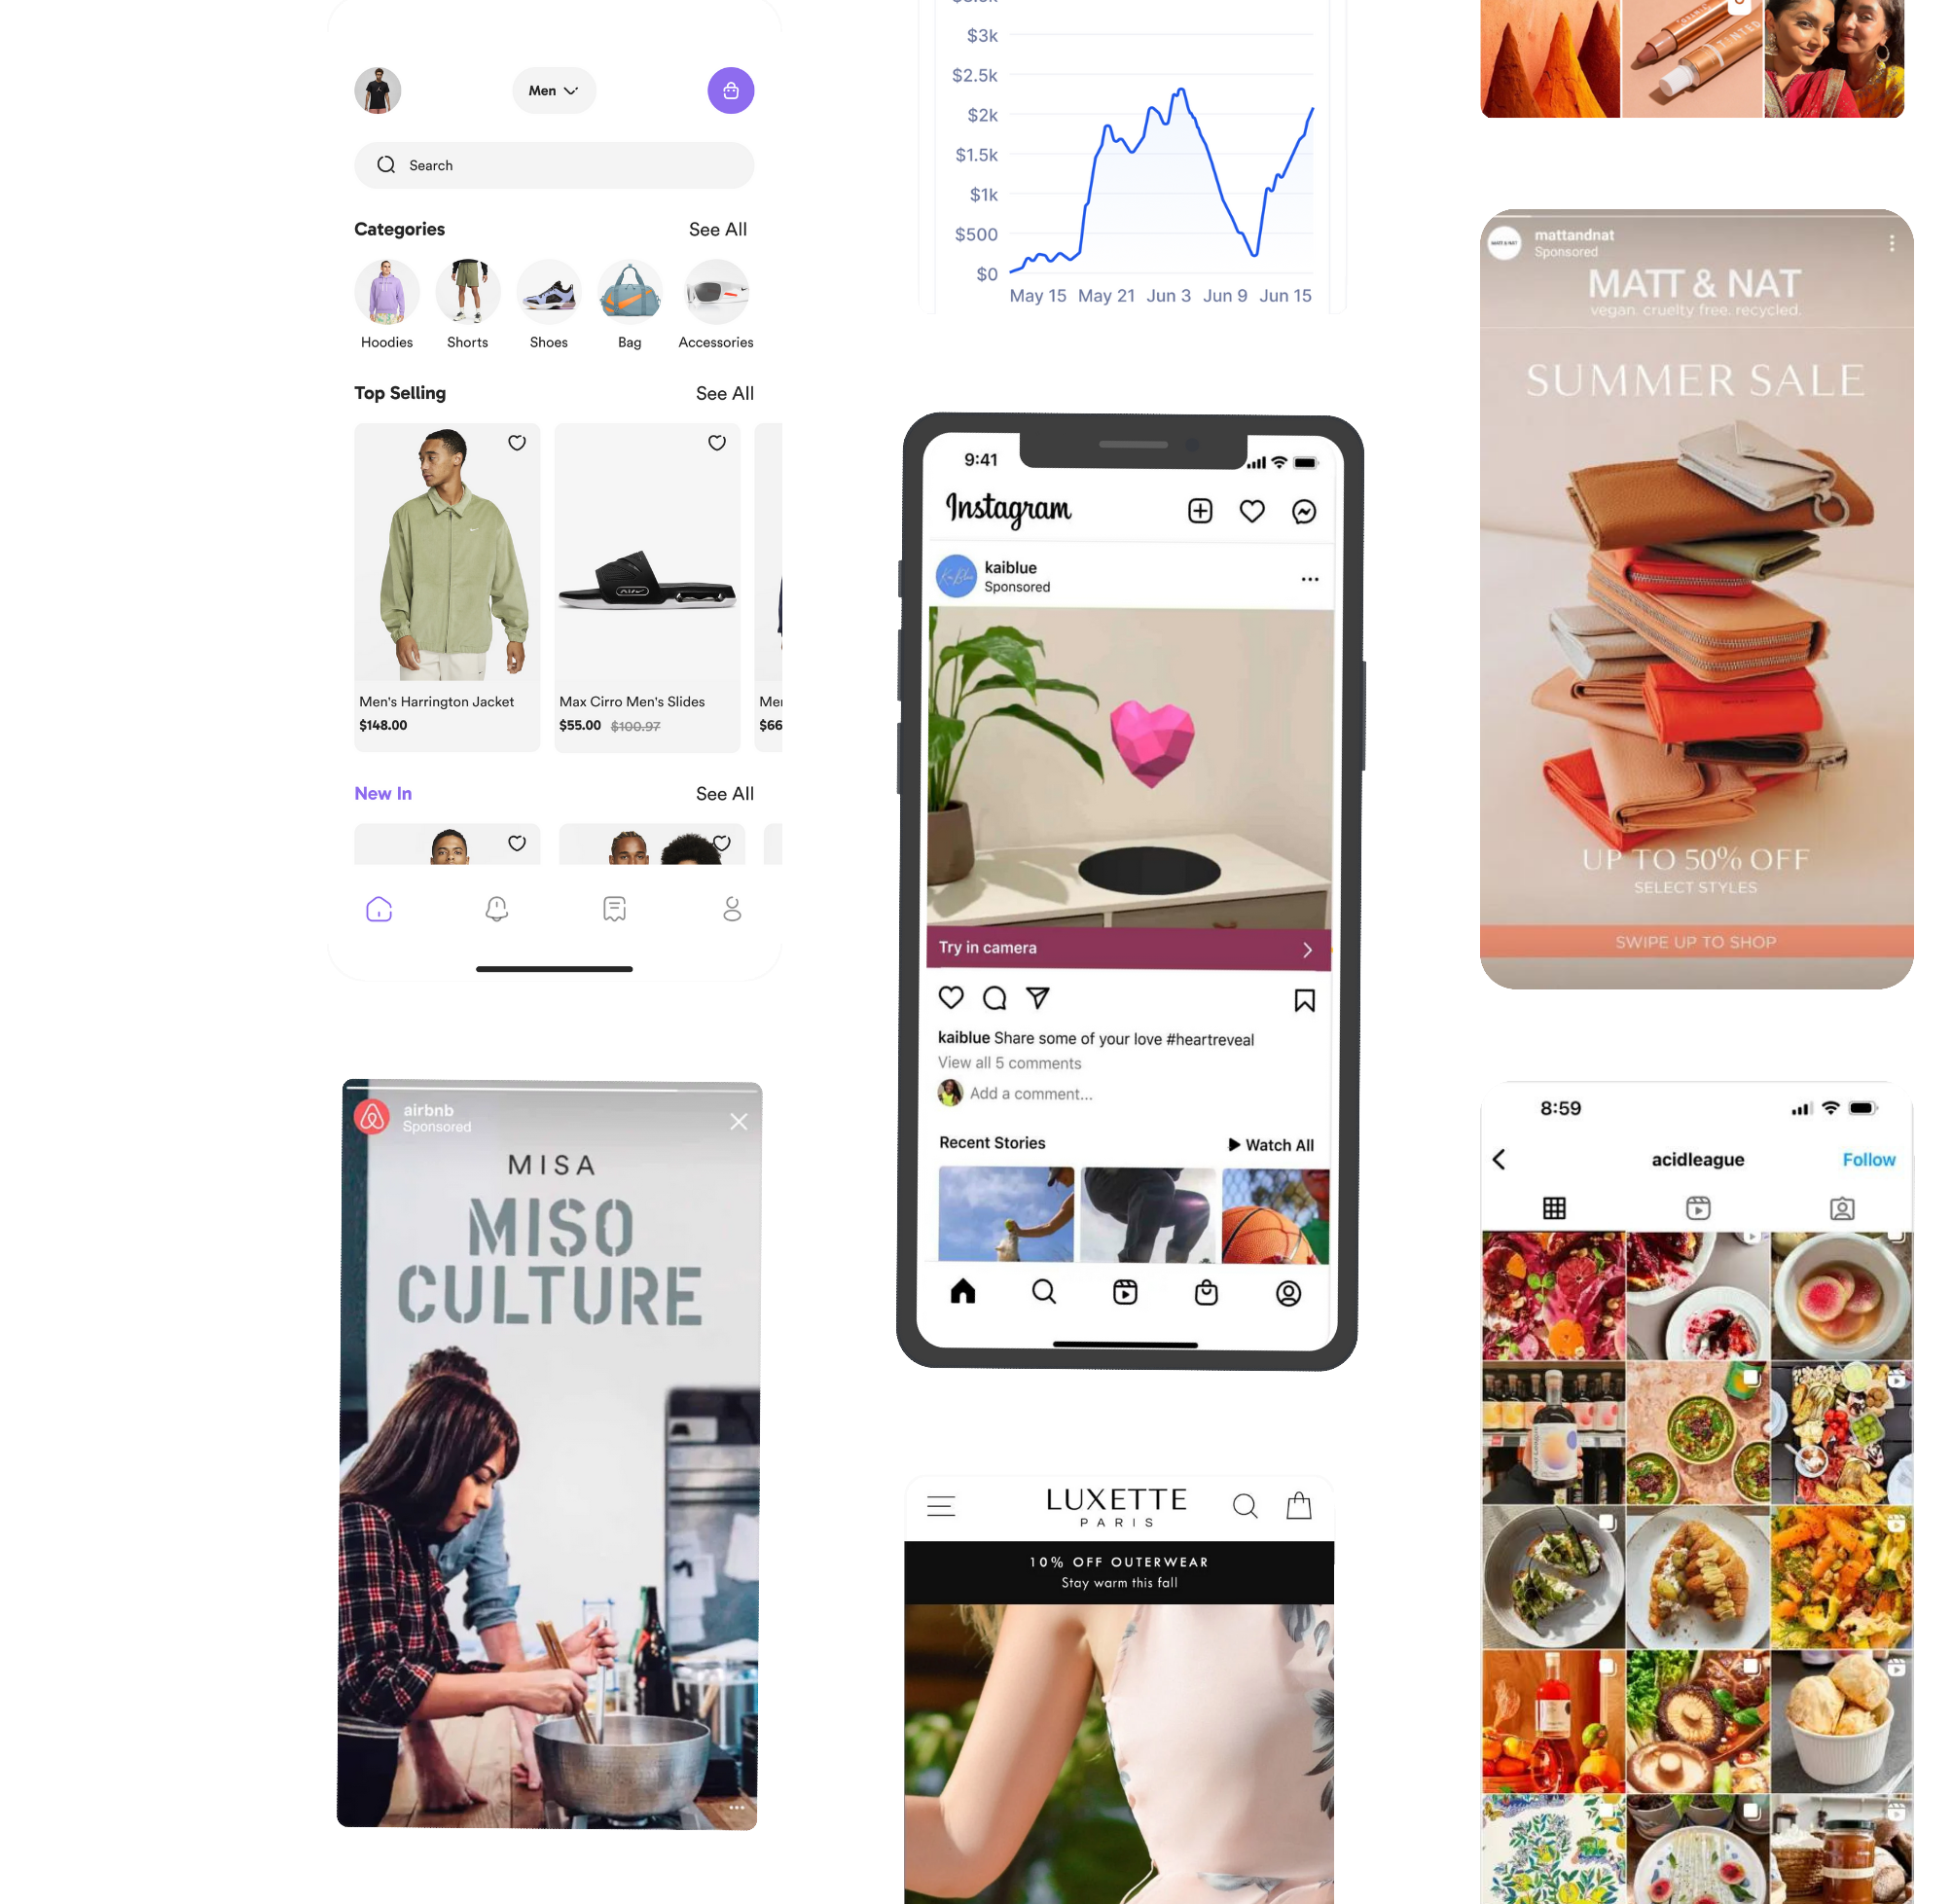 Men
Search
Categories
See All
Hoodies
Shorts
Shoes
Bag
Accessories
Top Selling
See All
Men's Harrington Jacket
$148.00
Max Cirro Men's Slides
$55.00 $100.97
$66
New In
See All
airbnb
Sponsored
MISA
MISO
CULTURE
$3k
$2.5k
$2k
$1.5k
$1k
$500
$0
May 15 May 21 Jun 3 Jun 9 Jun 15
9:41
Instagram
kaiblue
Sponsored
Try in camera
kaiblue Share some of your love #heartreveal
View all 5 comments
Add a comment...
Recent Stories
Watch All
LUXETTE
PARIS
10% OFF OUTERWEAR
Stay warm this fall
TINTED
MATT & NAT
mattandnat
Sponsored
MATT & NAT
vegan. cruelty free. recycled.
SUMMER SALE
UP TO 50% OFF
SELECT STYLES
SWIPE UP TO SHOP
8:59
acidleague
Follow